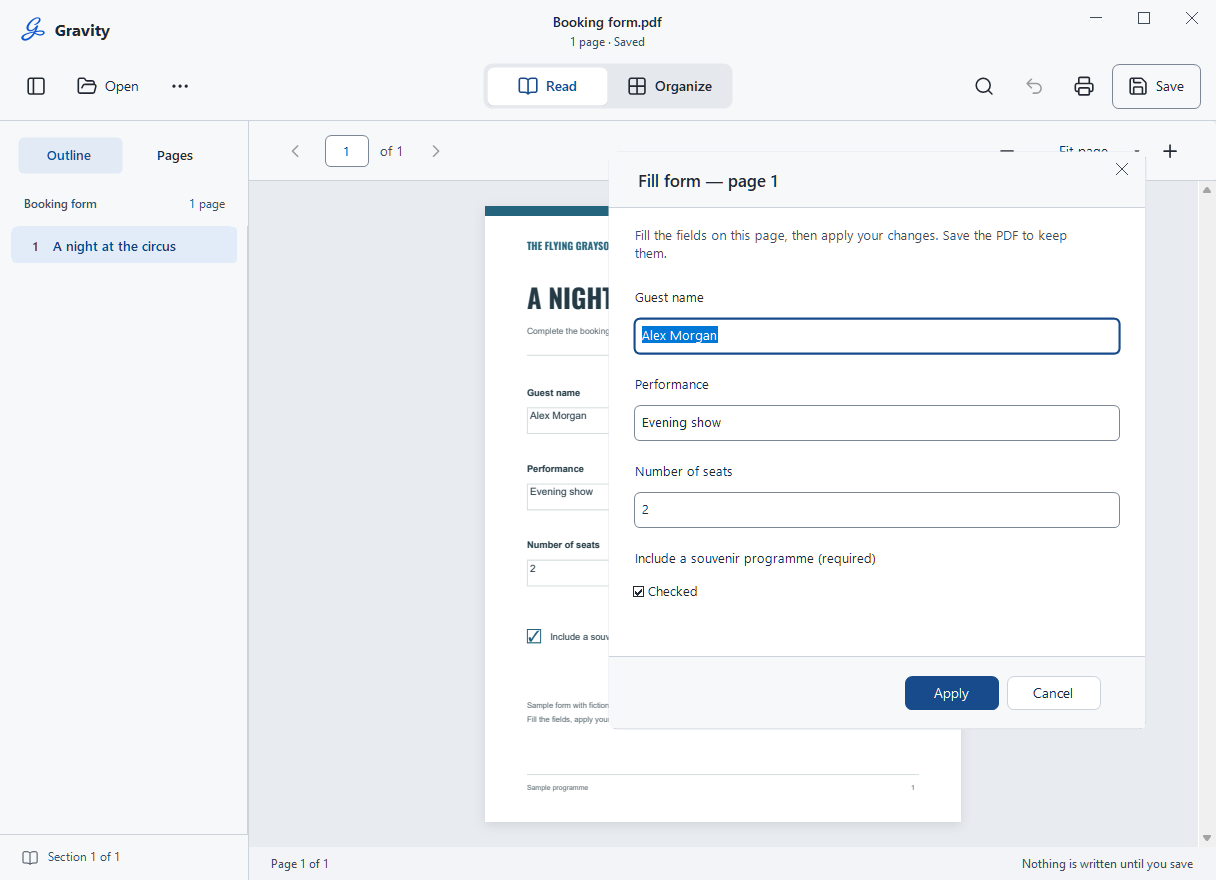 Gravity
Booking form.pdf
1 page · Saved
Open
Read
Organize
Save
Outline
Pages
1
of 1
Fit page
Booking form
1 page
1 A night at the circus
THE FLYING GRAYSO
A NIGHT
Complete the booking
Guest name
Alex Morgan
Performance
Evening show
Number of seats
2
Include a souv
Sample form with fiction
Fill the fields, apply your
Sample programme
1
Fill form — page 1
Fill the fields on this page, then apply your changes. Save the PDF to keep
them.
Guest name
Alex Morgan
Performance
Evening show
Number of seats
2
Include a souvenir programme (required)
Checked
Apply
Cancel
Section 1 of 1
Page 1 of 1
Nothing is written until you save